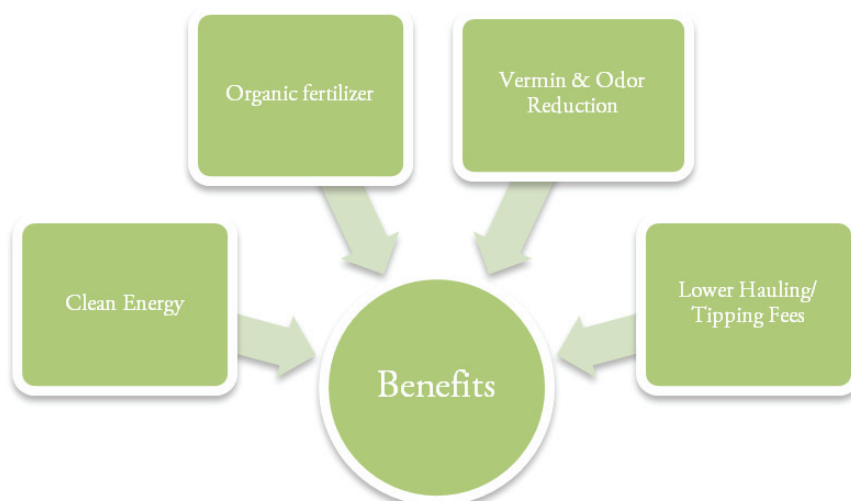 Organic fertilizer
Vermin & Odor
Reduction
Clean Energy
Lower Hauling/
Tipping Fees
Benefits